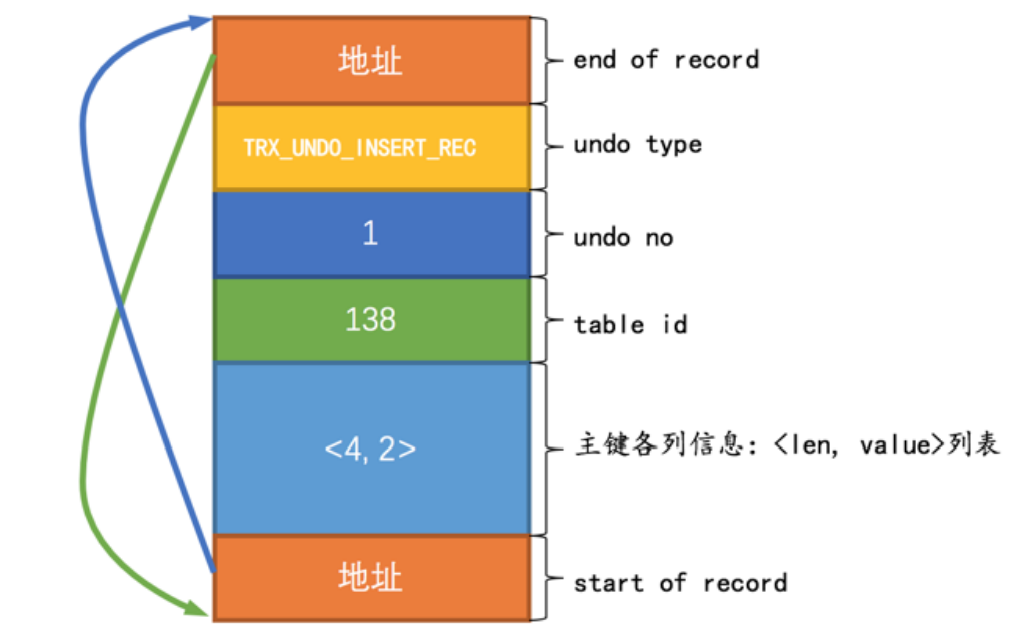 地址
end of record
TRX_UNDO_INSERT_REC
undo type
1
undo no
138
table id
<4, 2>
主键各列信息: <len, value>列表
地址
start of record